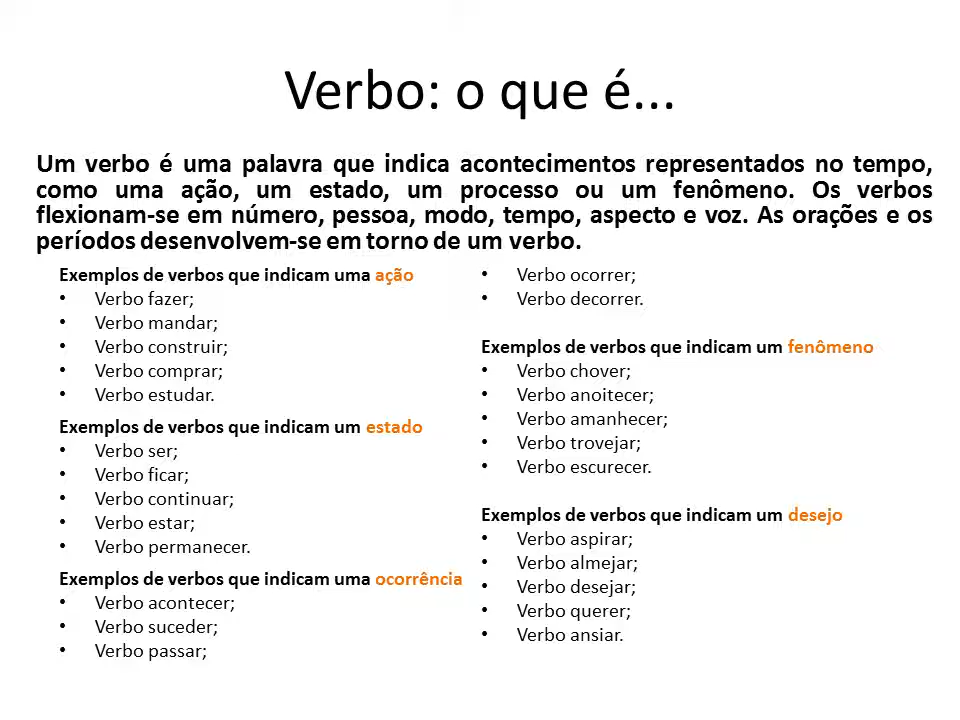 Verbo: o que é...
Um verbo é uma palavra que indica acontecimentos representados no tempo,
como uma ação, um estado, um processo ou um fenômeno. Os verbos
flexionam-se em número, pessoa, modo, tempo, aspecto e voz. As orações e os
períodos desenvolvem-se em torno de um verbo.
Exemplos de verbos que indicam uma ação
• Verbo fazer;
• Verbo mandar;
• Verbo construir;
• Verbo comprar;
• Verbo estudar.
Exemplos de verbos que indicam um estado
• Verbo ser;
• Verbo ficar;
• Verbo continuar;
• Verbo estar;
• Verbo permanecer.
Exemplos de verbos que indicam uma ocorrência
• Verbo acontecer;
• Verbo suceder;
• Verbo passar;
• Verbo ocorrer;
• Verbo decorrer.
Exemplos de verbos que indicam um fenômeno
• Verbo chover;
• Verbo anoitecer;
• Verbo amanhecer;
• Verbo trovejar;
• Verbo escurecer.
Exemplos de verbos que indicam um desejo
• Verbo aspirar;
• Verbo almejar;
• Verbo desejar;
• Verbo querer;
• Verbo ansiar.